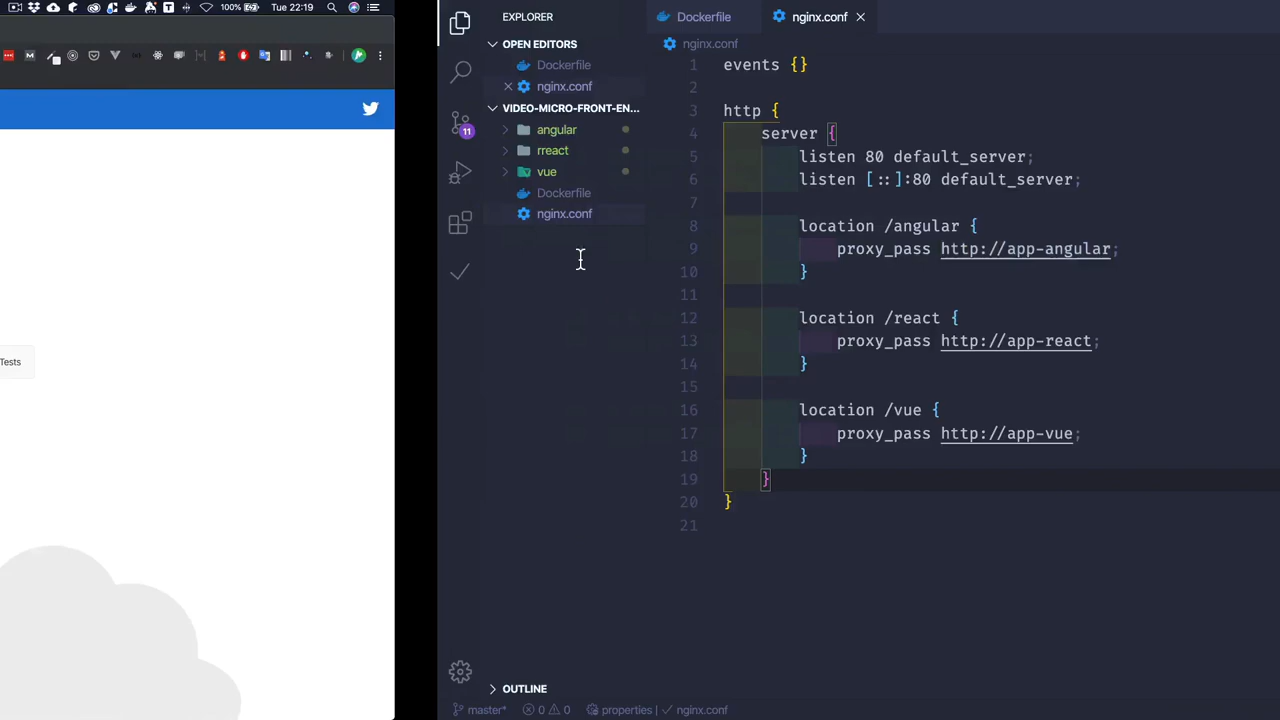 100%
Tue 22:19
Tests
EXPLORER
OPEN EDITORS
Dockerfile
nginx.conf
VIDEO-MICRO-FRONT-EN...
angular
rreact
vue
Dockerfile
nginx.conf
11
OUTLINE
master*
0
0
properties |
nginx.conf
Dockerfile
nginx.conf
nginx.conf
1 events {}
2
3 http {
4 server {
5 listen 80 default_server;
6 listen [::]:80 default_server;
7
8 location /angular {
9 proxy_pass http://app-angular;
10 }
11
12 location /react {
13 proxy_pass http://app-react;
14 }
15
16 location /vue {
17 proxy_pass http://app-vue;
18 }
19 }
20 }
21